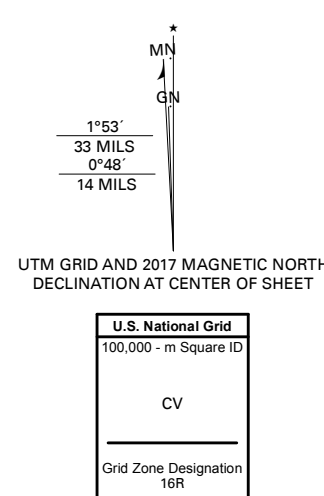 ★
MN
GN
1°53´
33 MILS
0°48´
14 MILS
UTM GRID AND 2017 MAGNETIC NORTH
DECLINATION AT CENTER OF SHEET
U.S. National Grid
100,000 - m Square ID
CV
Grid Zone Designation
16R